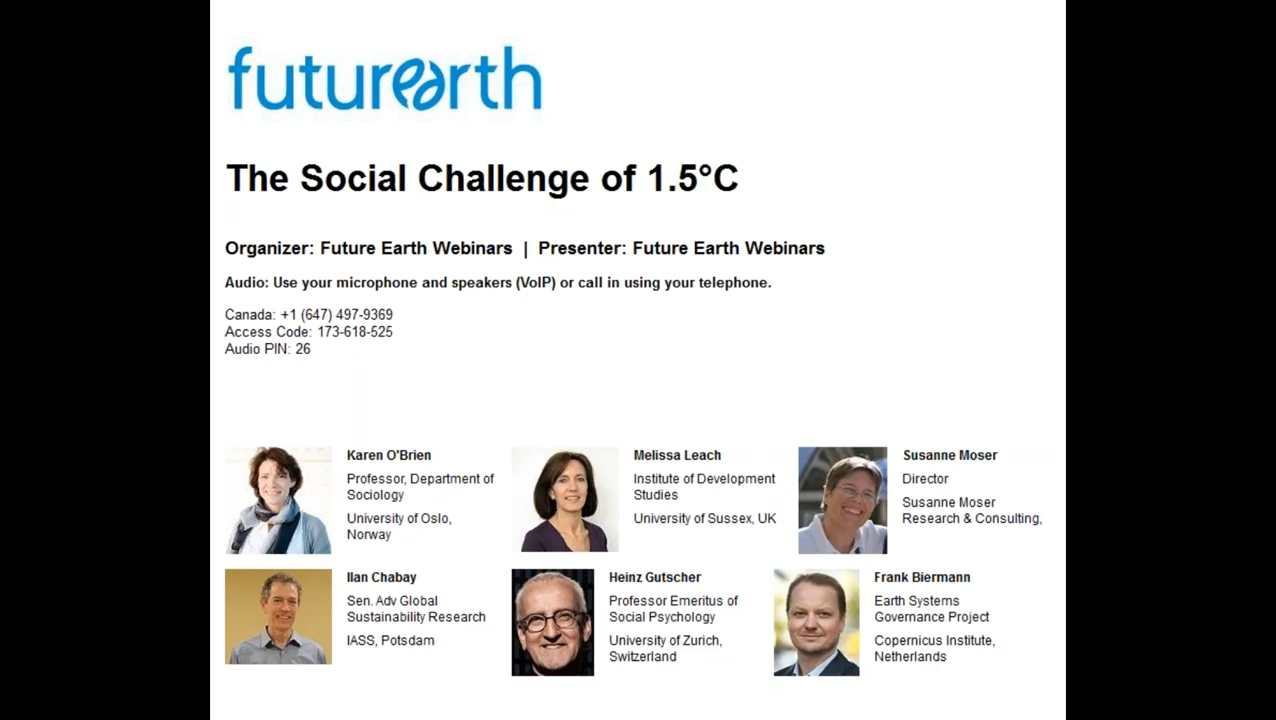 futurearth
The Social Challenge of 1.5°C
Organizer: Future Earth Webinars | Presenter: Future Earth Webinars
Audio: Use your microphone and speakers (VoIP) or call in using your telephone.
Canada: +1 (647) 497-9369
Access Code: 173-618-525
Audio PIN: 26
Karen O'Brien
Professor, Department of
Sociology
University of Oslo,
Norway
Melissa Leach
Institute of Development
Studies
University of Sussex, UK
Susanne Moser
Director
Susanne Moser
Research & Consulting,
Ilan Chabay
Sen. Adv Global
Sustainability Research
IASS, Potsdam
Heinz Gutscher
Professor Emeritus of
Social Psychology
University of Zurich,
Switzerland
Frank Biermann
Earth Systems
Governance Project
Copernicus Institute,
Netherlands